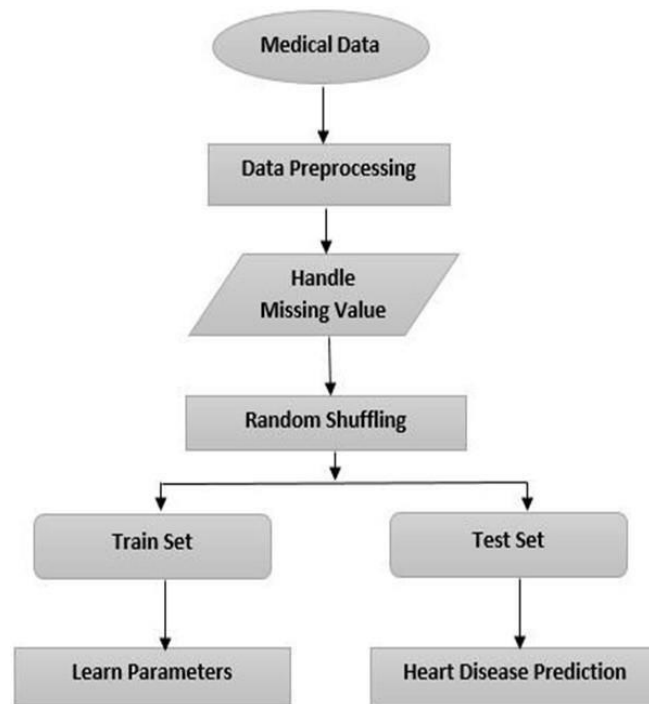 Medical Data
Data Preprocessing
Handle
Missing Value
Random Shuffling
Train Set
Test Set
Learn Parameters
Heart Disease Prediction